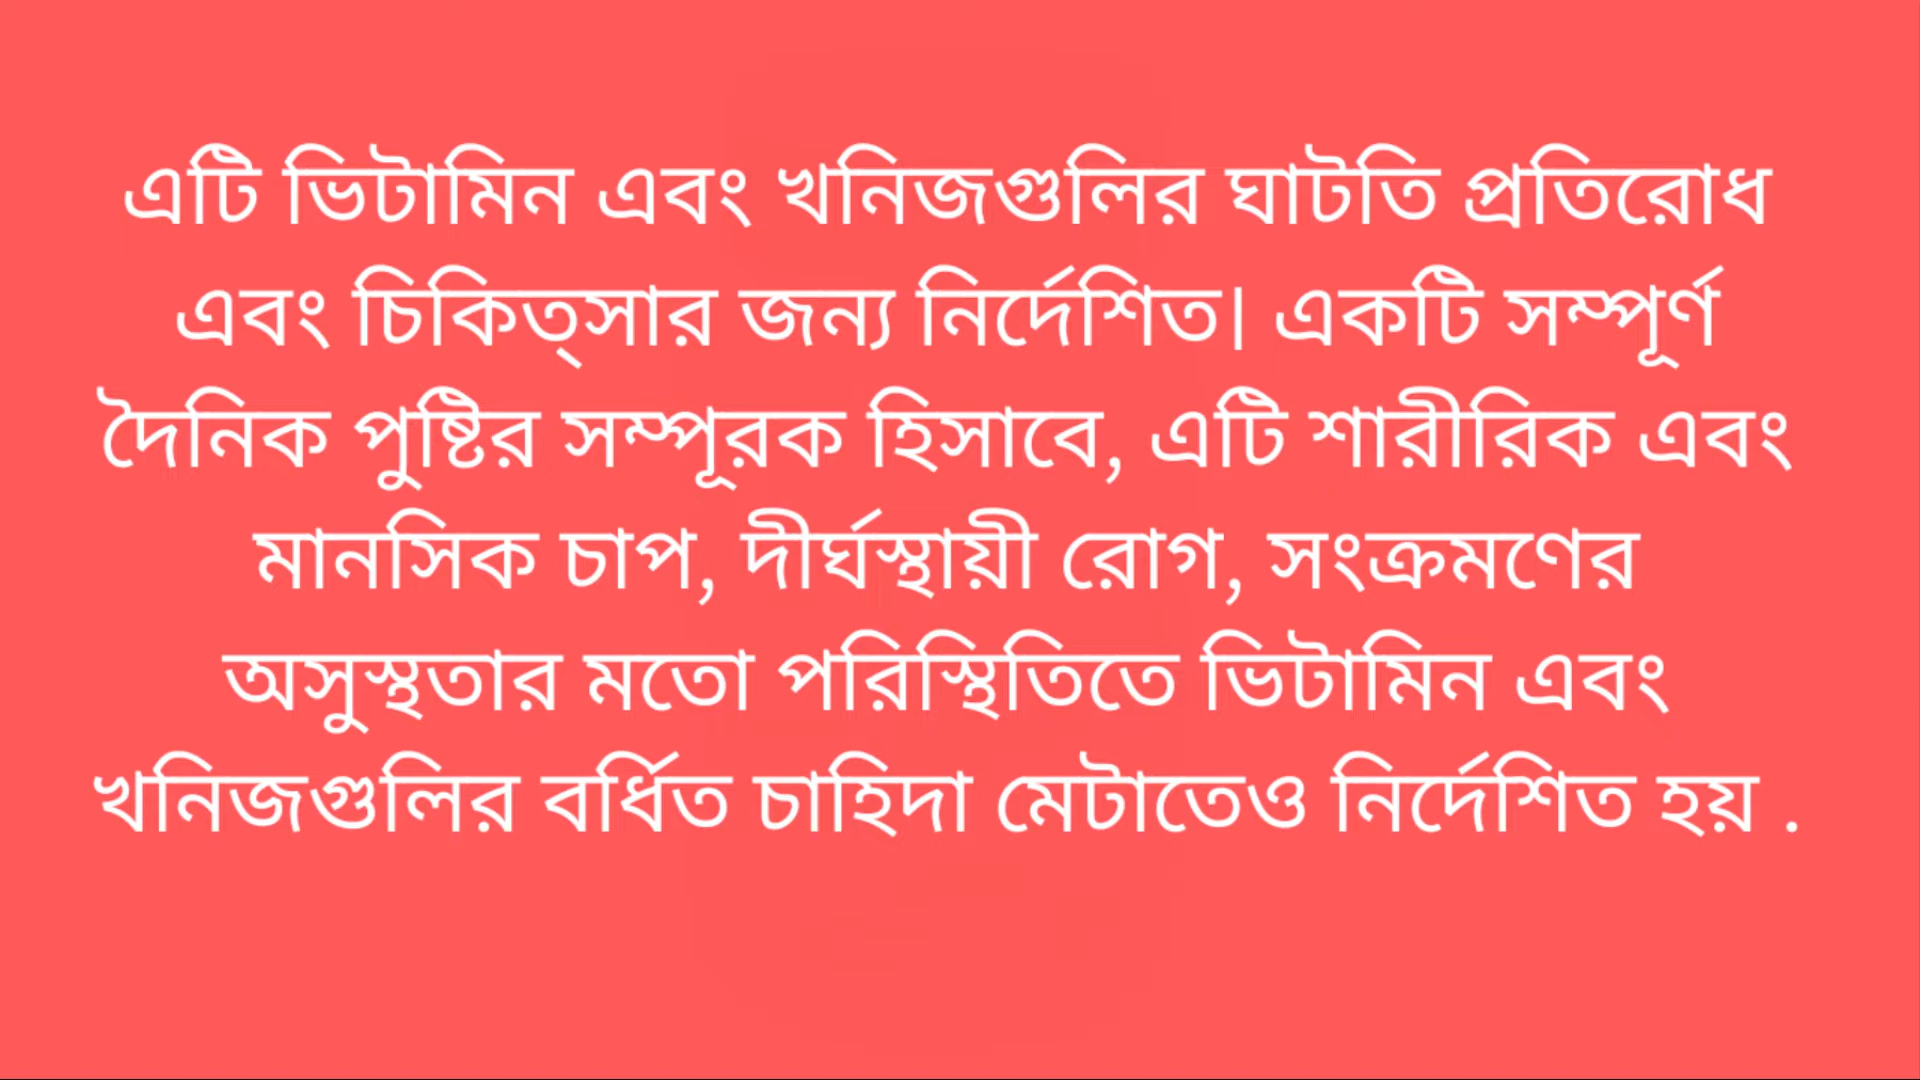 এটি ভিটামিন এবং খনিজগুলির ঘাটতি প্রতিরোধ
এবং চিকিত্সার জন্য নির্দেশিত। একটি সম্পূর্ণ
দৈনিক পুষ্টির সম্পূরক হিসাবে, এটি শারীরিক এবং
মানসিক চাপ, দীর্ঘস্থায়ী রোগ, সংক্রমণের
অসুস্থতার মতো পরিস্থিতিতে ভিটামিন এবং
খনিজগুলির বর্ধিত চাহিদা মেটাতেও নির্দেশিত হয় .